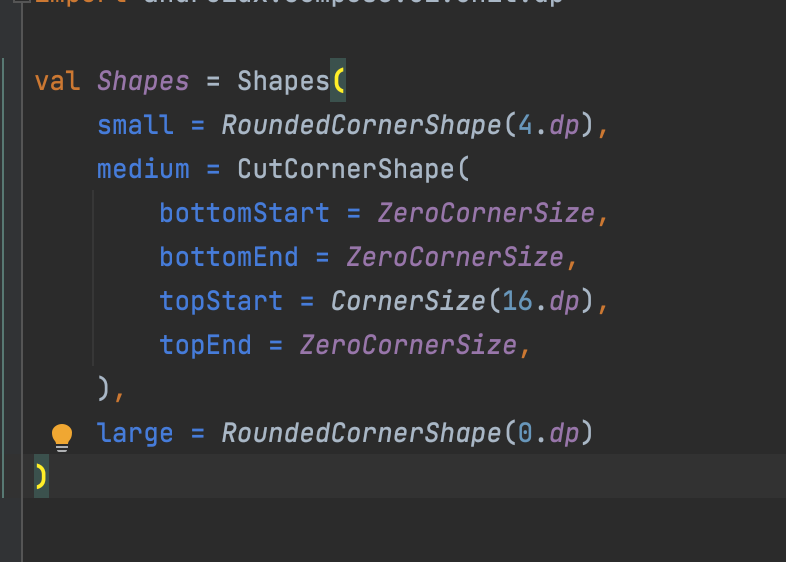 val Shapes = Shapes(
    small = RoundedCornerShape(4.dp),
    medium = CutCornerShape(
        bottomStart = ZeroCornerSize,
        bottomEnd = ZeroCornerSize,
        topStart = CornerSize(16.dp),
        topEnd = ZeroCornerSize,
    ),
    large = RoundedCornerShape(0.dp)
)